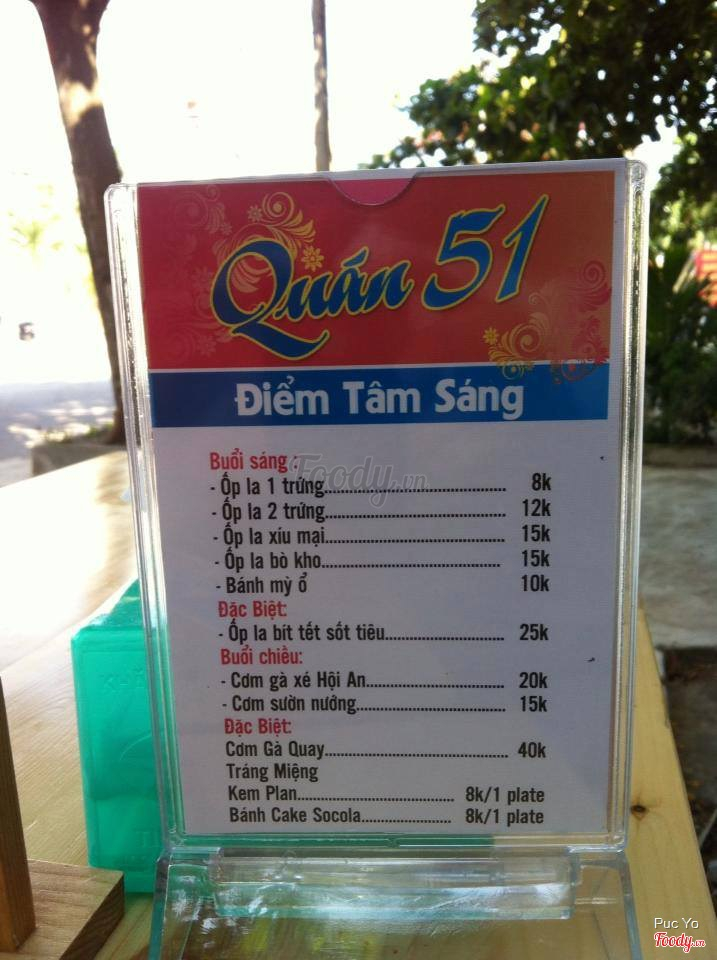 Quán 51
Điểm Tâm Sáng
Buổi sáng :
- Ốp la 1 trứng........ 8k
- Ốp la 2 trứng........ 12k
- Ốp la xíu mại........ 15k
- Ốp la bò kho........ 15k
- Bánh mỳ ổ 10k
Đặc Biệt:
- Ốp la bít tết sốt tiêu........ 25k
Buổi chiều:
- Cơm gà xé Hội An........ 20k
- Cơm sườn nướng........ 15k
Đặc Biệt:
Cơm Gà Quay........ 40k
Tráng Miệng
Kem Plan........ 8k/1 plate
Bánh Cake Socola........ 8k/1 plate
Foody.vn
Puc Yo
Foody.vn